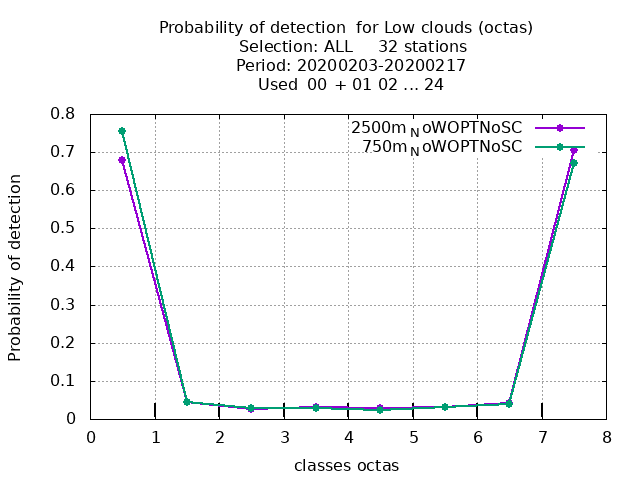 Probability of detection  for Low clouds (octas)
Selection: ALL     32 stations
Period: 20200203-20200217
Used  00 + 01 02 ... 24
0.8
0.7
0.6
0.5
0.4
0.3
0.2
0.1
0
Probability of detection
2500m_NoWOPTNoSC
750m_NoWOPTNoSC
0 1 2 3 4 5 6 7 8
classes octas